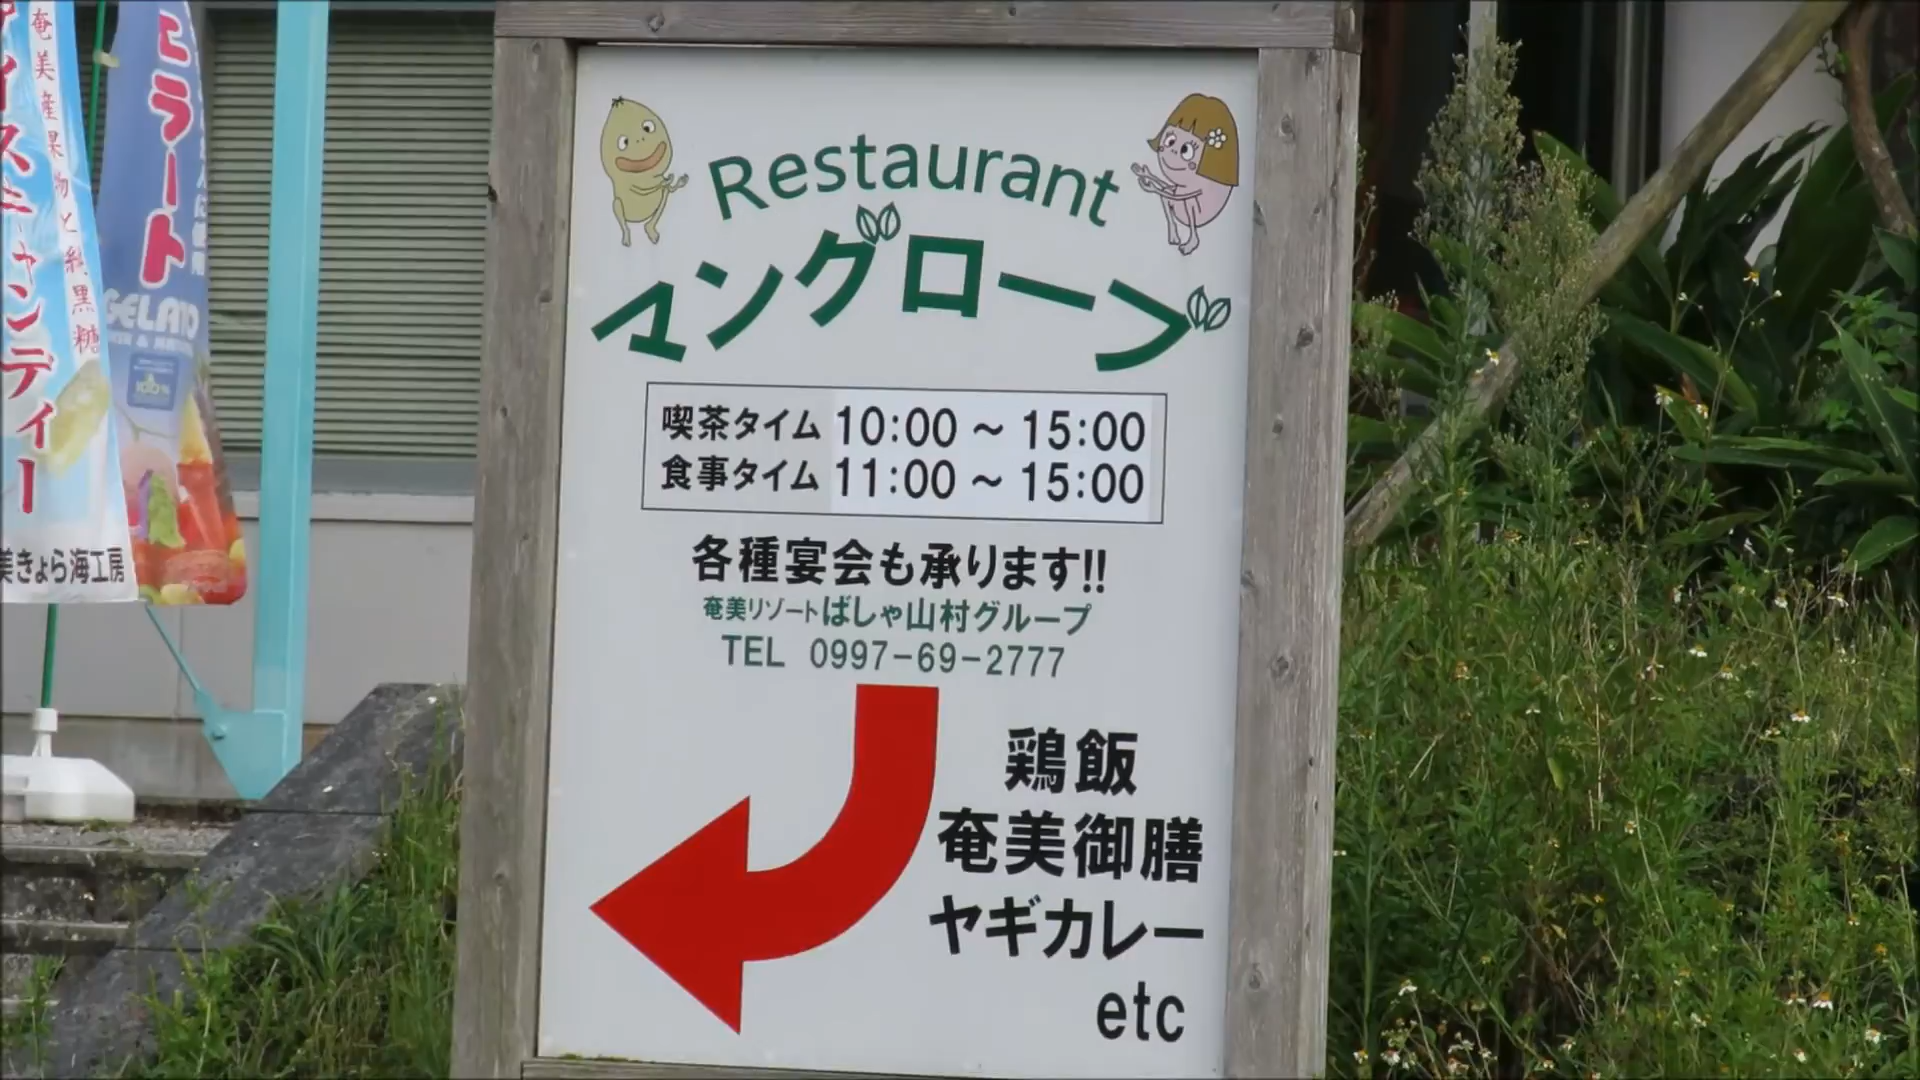 Restaurant
マングローブ
喫茶タイム 10:00 ~ 15:00
食事タイム 11:00 ~ 15:00
各種宴会も承ります!!
奄美リゾートばしゃ山村グループ
TEL 0997-69-2777
鶏飯
奄美御膳
ヤギカレー
etc
奄美産果物と純黒糖
アイスキャンディー
美きょら海工房
ェラート
GELATO
100%